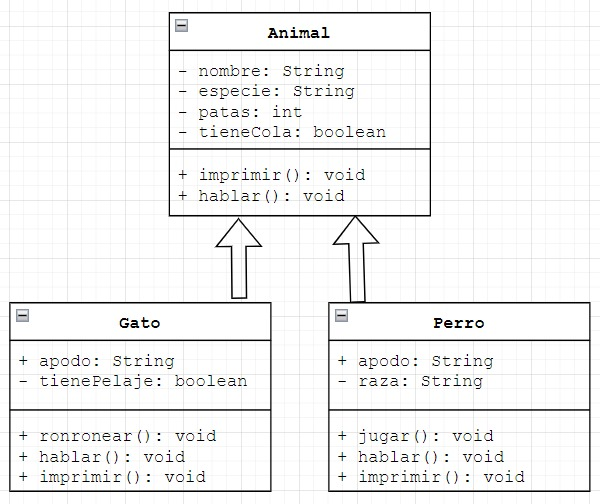 Animal
- nombre: String
- especie: String
- patas: int
- tieneCola: boolean
+ imprimir(): void
+ hablar(): void
Gato
+ apodo: String
- tienePelaje: boolean
+ ronronear(): void
+ hablar(): void
+ imprimir(): void
Perro
+ apodo: String
- raza: String
+ jugar(): void
+ hablar(): void
+ imprimir(): void